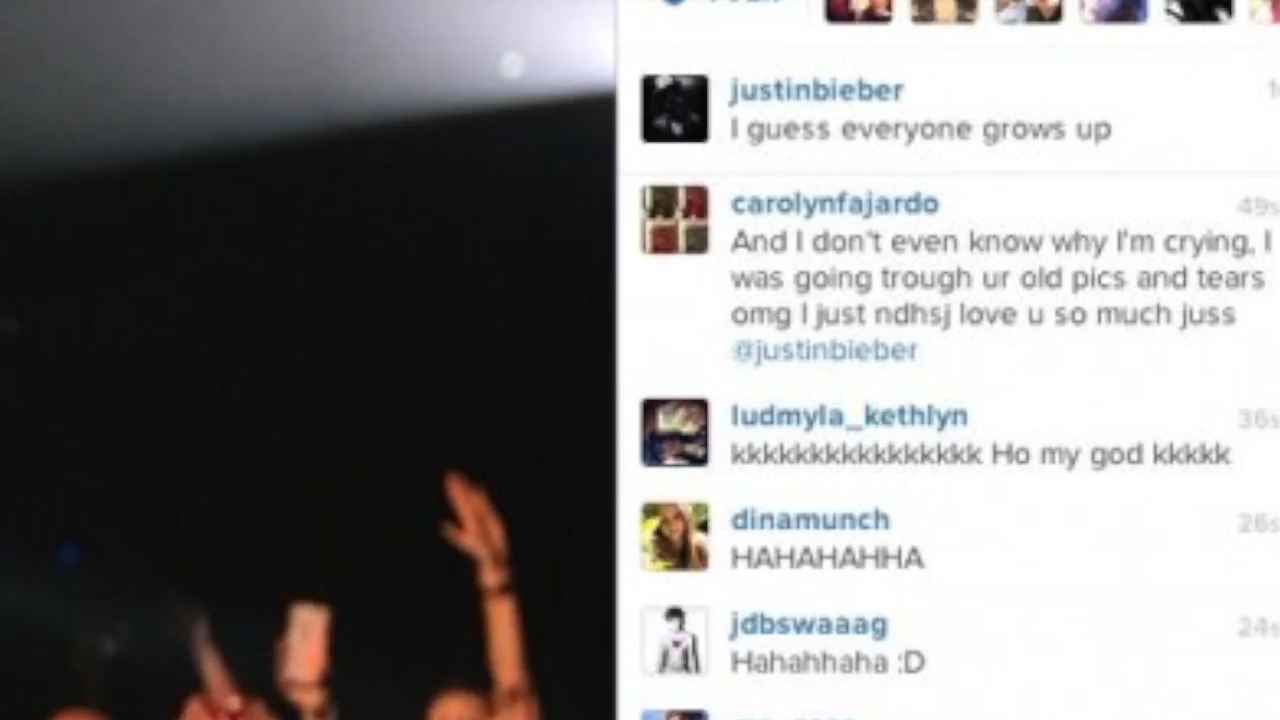 justinbieber
I guess everyone grows up
carolynfajardo
49s
And I don't even know why I'm crying, I
was going trough ur old pics and tears
omg I just ndhsj love u so much juss
@justinbieber
ludmyla_kethlyn
36s
kkkkkkkkkkkkkkkk Ho my god kkkkk
dinamunch
26s
HAHAHAHHA
jdbswaaag
24s
Hahahhaha :D